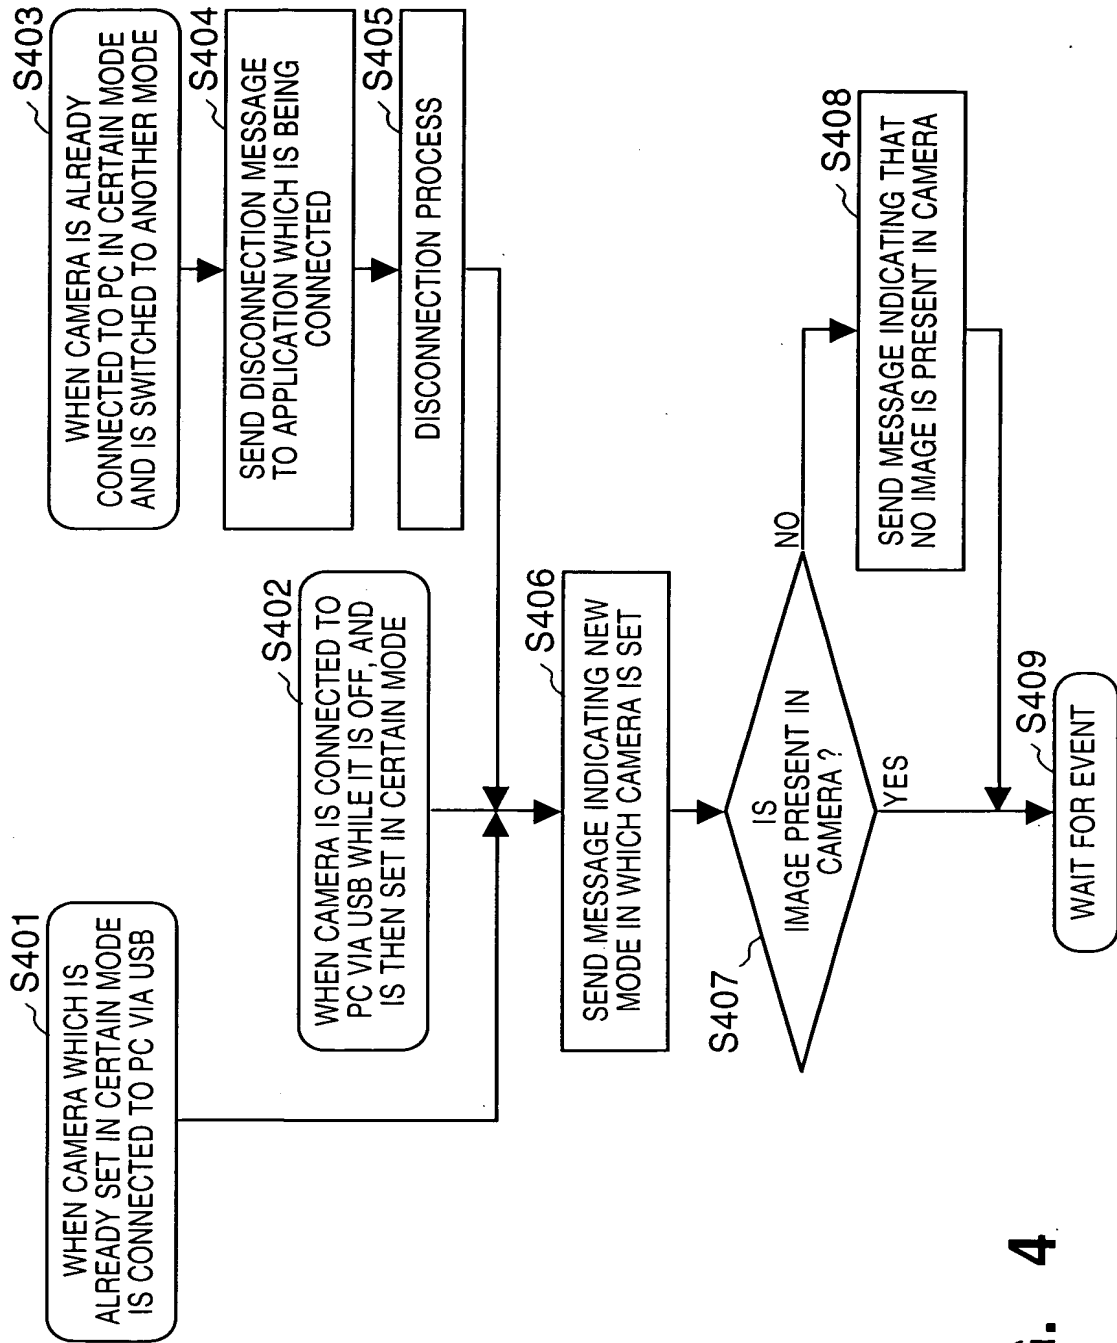 S401
WHEN CAMERA WHICH IS
ALREADY SET IN CERTAIN MODE
IS CONNECTED TO PC VIA USB
S402
WHEN CAMERA IS CONNECTED TO
PC VIA USB WHILE IT IS OFF, AND
IS THEN SET IN CERTAIN MODE
S403
WHEN CAMERA IS ALREADY
CONNECTED TO PC IN CERTAIN MODE
AND IS SWITCHED TO ANOTHER MODE
S404
SEND DISCONNECTION MESSAGE
TO APPLICATION WHICH IS BEING
CONNECTED
S405
DISCONNECTION PROCESS
S406
SEND MESSAGE INDICATING NEW
MODE IN WHICH CAMERA IS SET
S407
IS
IMAGE PRESENT IN
CAMERA ?
NO
YES
S408
SEND MESSAGE INDICATING THAT
NO IMAGE IS PRESENT IN CAMERA
S409
WAIT FOR EVENT
4